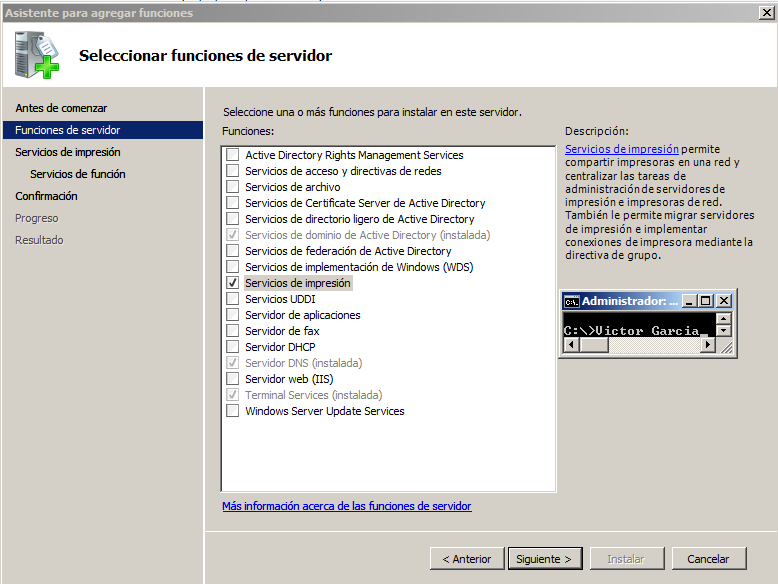 Asistente para agregar funciones
Seleccionar funciones de servidor
Antes de comenzar
Funciones de servidor
Servicios de impresión
Servicios de función
Confirmación
Progreso
Resultado
Seleccione una o más funciones para instalar en este servidor.
Funciones:
Active Directory Rights Management Services
Servicios de acceso y directivas de redes
Servicios de archivo
Servicios de Certificate Server de Active Directory
Servicios de directorio ligero de Active Directory
Servicios de dominio de Active Directory (instalada)
Servicios de federación de Active Directory
Servicios de implementación de Windows (WDS)
Servicios de impresión
Servicios UDDI
Servidor de aplicaciones
Servidor de fax
Servidor DHCP
Servidor DNS (instalada)
Servidor web (IIS)
Terminal Services (instalada)
Windows Server Update Services
Más información acerca de las funciones de servidor
Descripción:
Servicios de impresión permite
compartir impresoras en una red y
centralizar las tareas de
administración de servidores de
impresión e impresoras de red.
También le permite migrar servidores
de impresión e implementar
conexiones de impresora mediante la
directiva de grupo.
Administrador: ...
C:\>Victor Garcia_
< Anterior
Siguiente >
Instalar
Cancelar